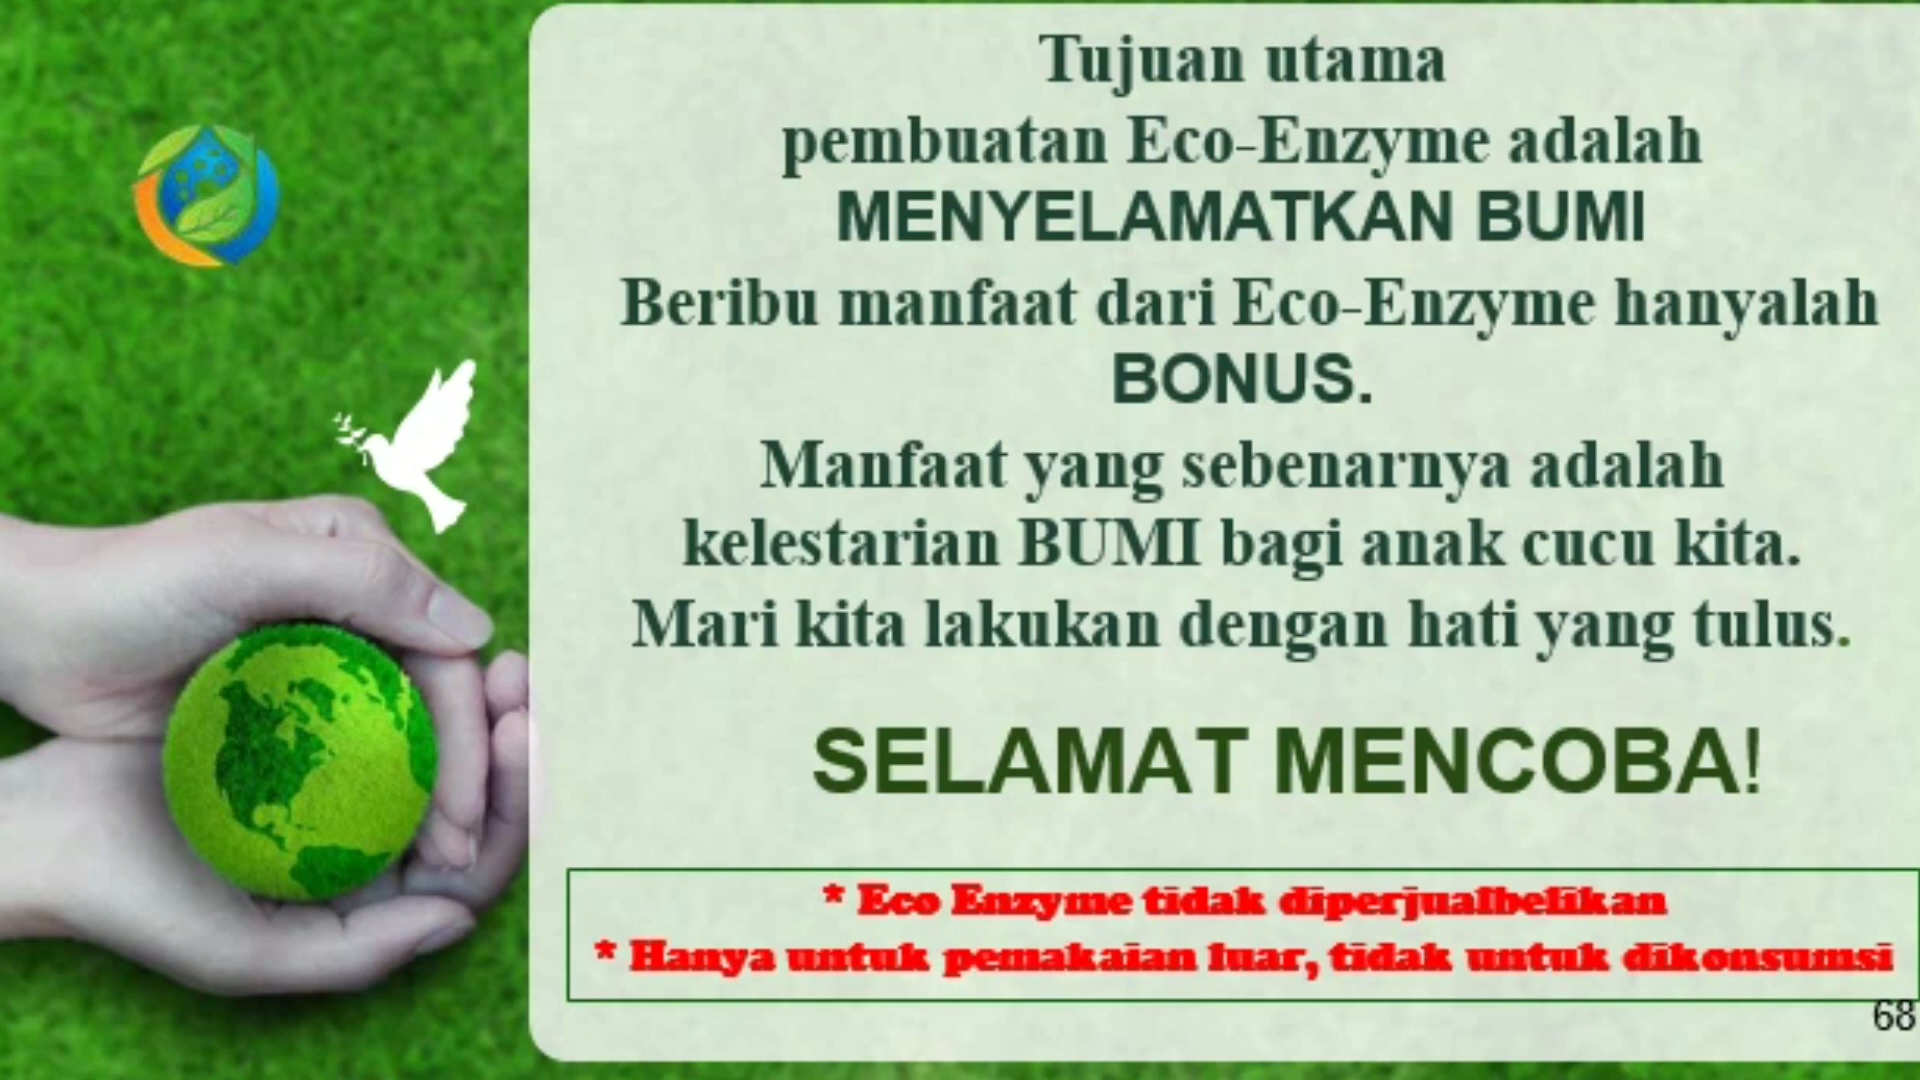 Tujuan utama
pembuatan Eco-Enzyme adalah
MENYELAMATKAN BUMI
Beribu manfaat dari Eco-Enzyme hanyalah
BONUS.
Manfaat yang sebenarnya adalah
kelestarian BUMI bagi anak cucu kita.
Mari kita lakukan dengan hati yang tulus.
SELAMAT MENCOBA!
* Eco Enzyme tidak diperjualbelikan
* Hanya untuk pemakaian luar, tidak untuk dikonsumsi
68